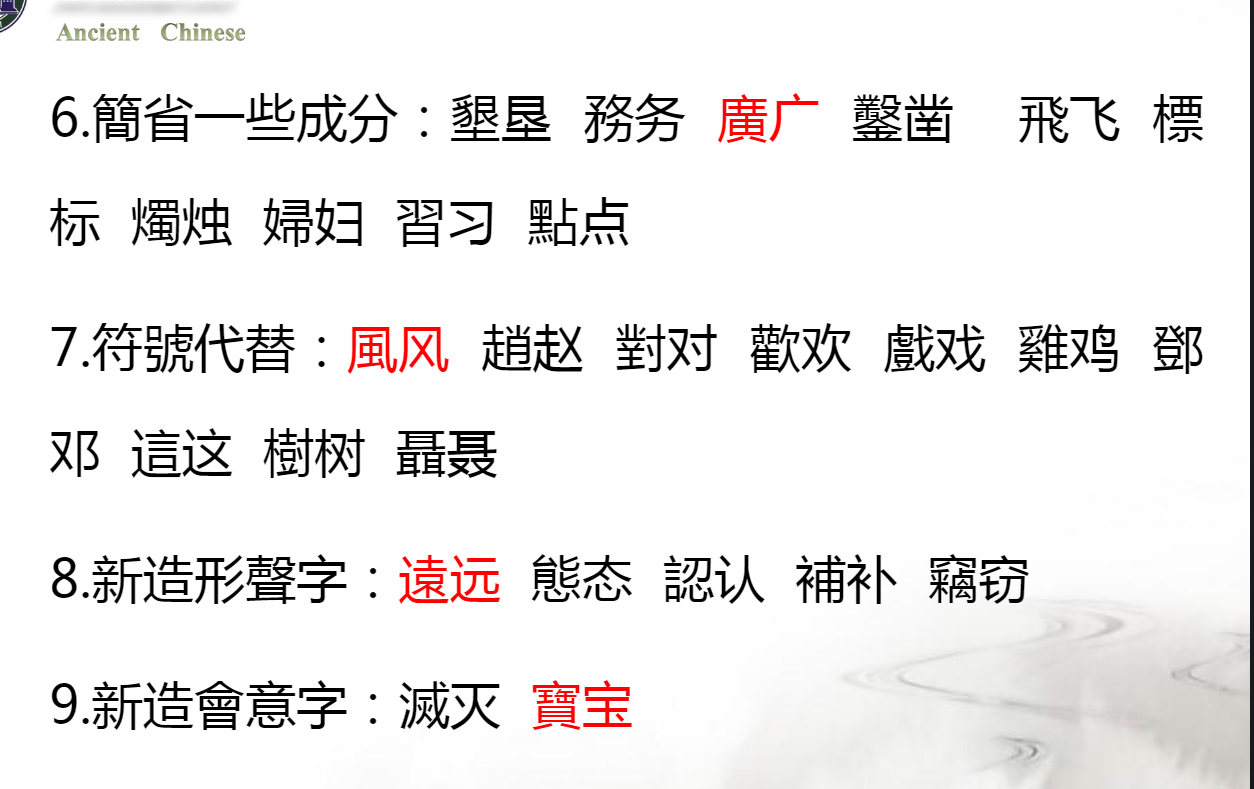 Ancient Chinese
6.簡省一些成分：墾垦 務务 廣广 鑿凿 飛飞 標
标 燭烛 婦妇 習习 點点
7.符號代替：風风 趙赵 對对 歡欢 戲戏 雞鸡 鄧
邓 這这 樹树 聶聂
8.新造形聲字：遠远 態态 認认 補补 竊窃
9.新造會意字：滅灭 寶宝